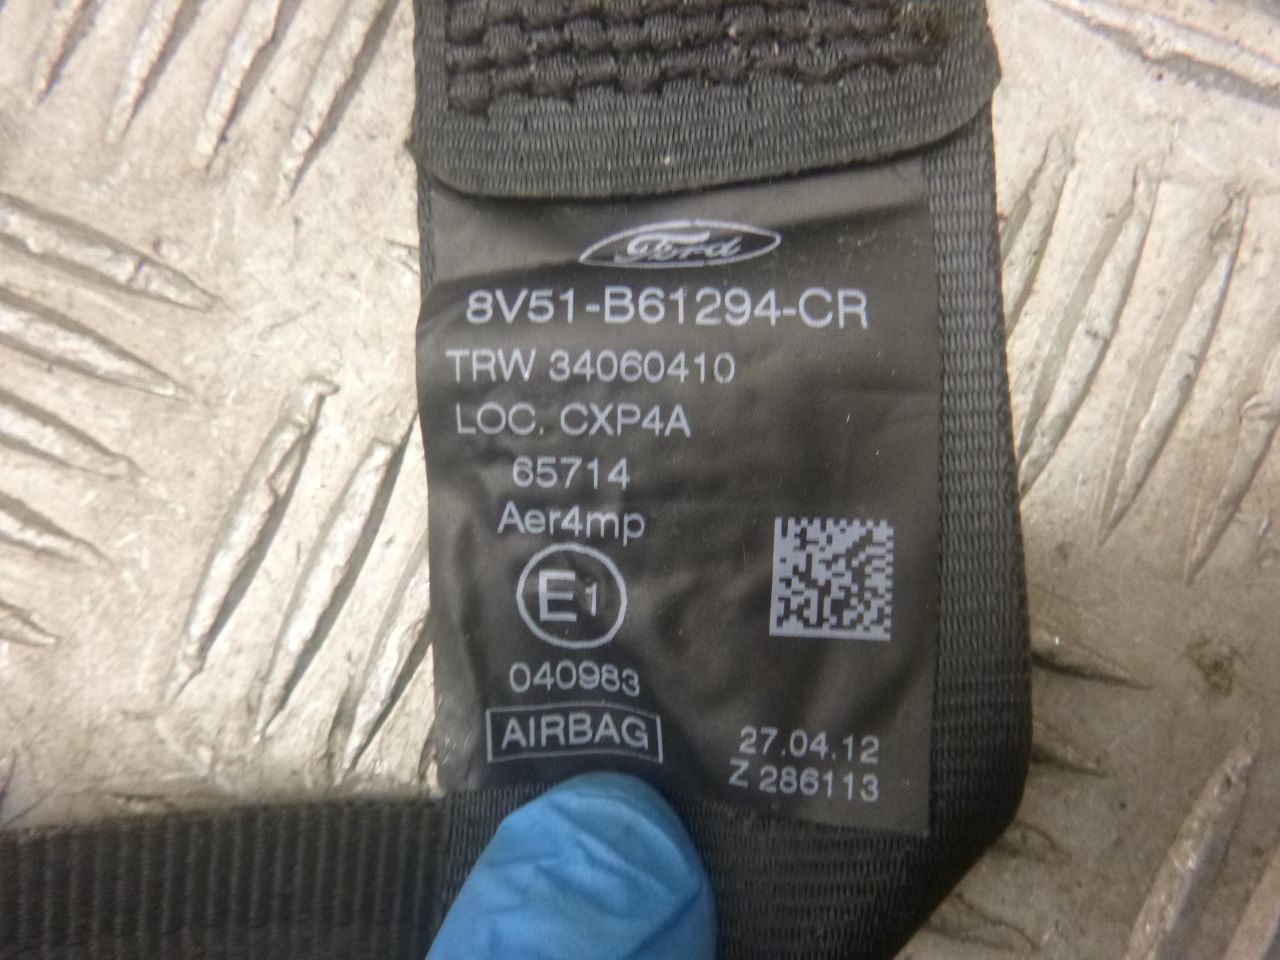 Ford
8V51-B61294-CR
TRW 34060410
LOC. CXP4A
65714
Aer4mp
E1
040983
AIRBAG
27.04.12
Z 286113